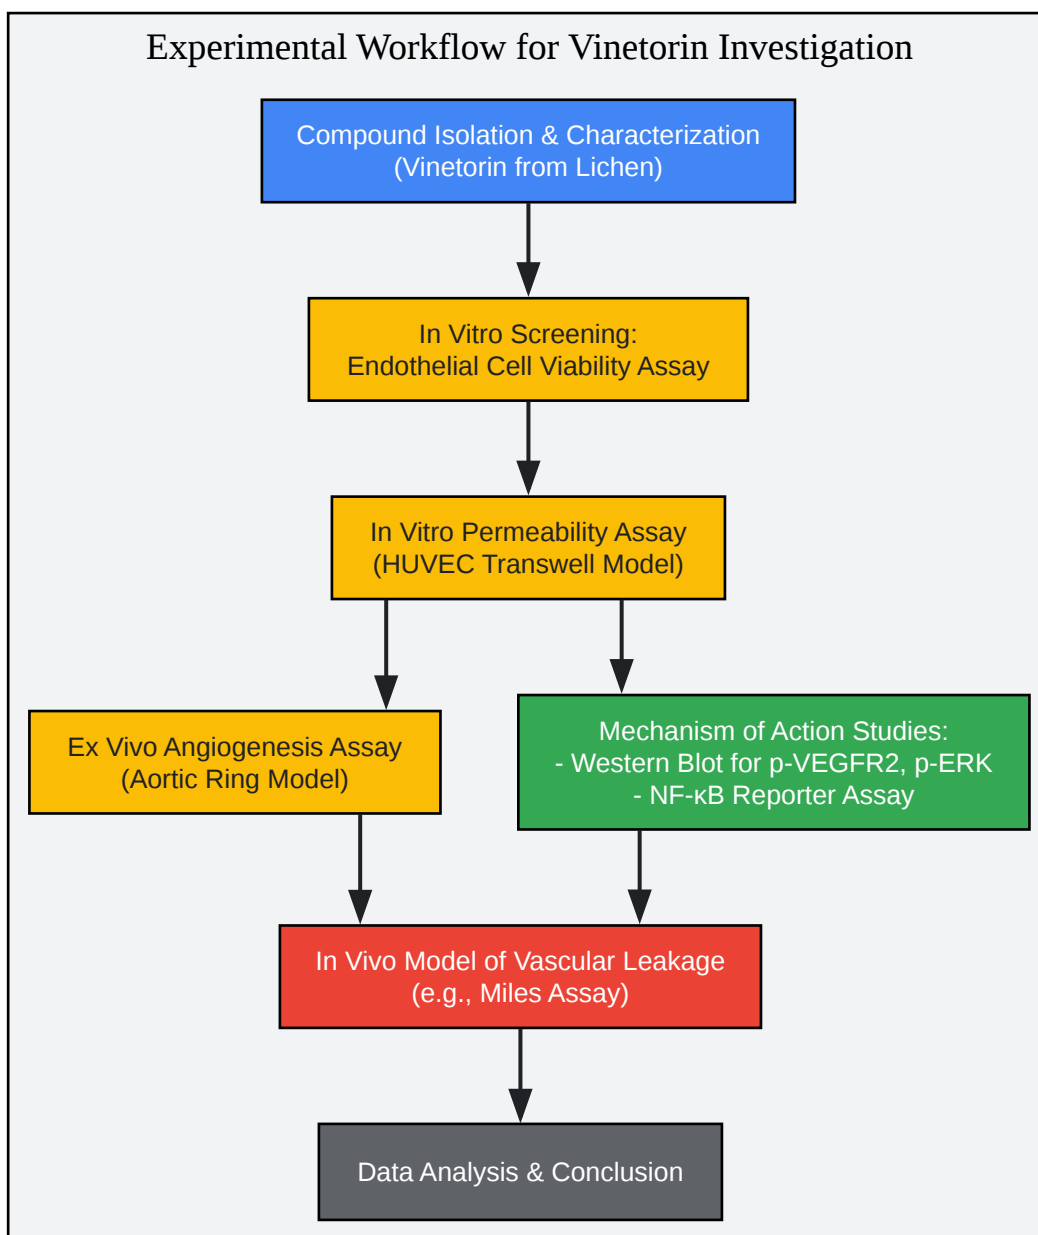 Experimental Workflow for Vinetorin Investigation
Compound Isolation & Characterization
(Vinetorin from Lichen)
In Vitro Screening:
Endothelial Cell Viability Assay
In Vitro Permeability Assay
(HUVEC Transwell Model)
Ex Vivo Angiogenesis Assay
(Aortic Ring Model)
Mechanism of Action Studies:
- Western Blot for p-VEGFR2, p-ERK
- NF-κB Reporter Assay
In Vivo Model of Vascular Leakage
(e.g., Miles Assay)
Data Analysis & Conclusion